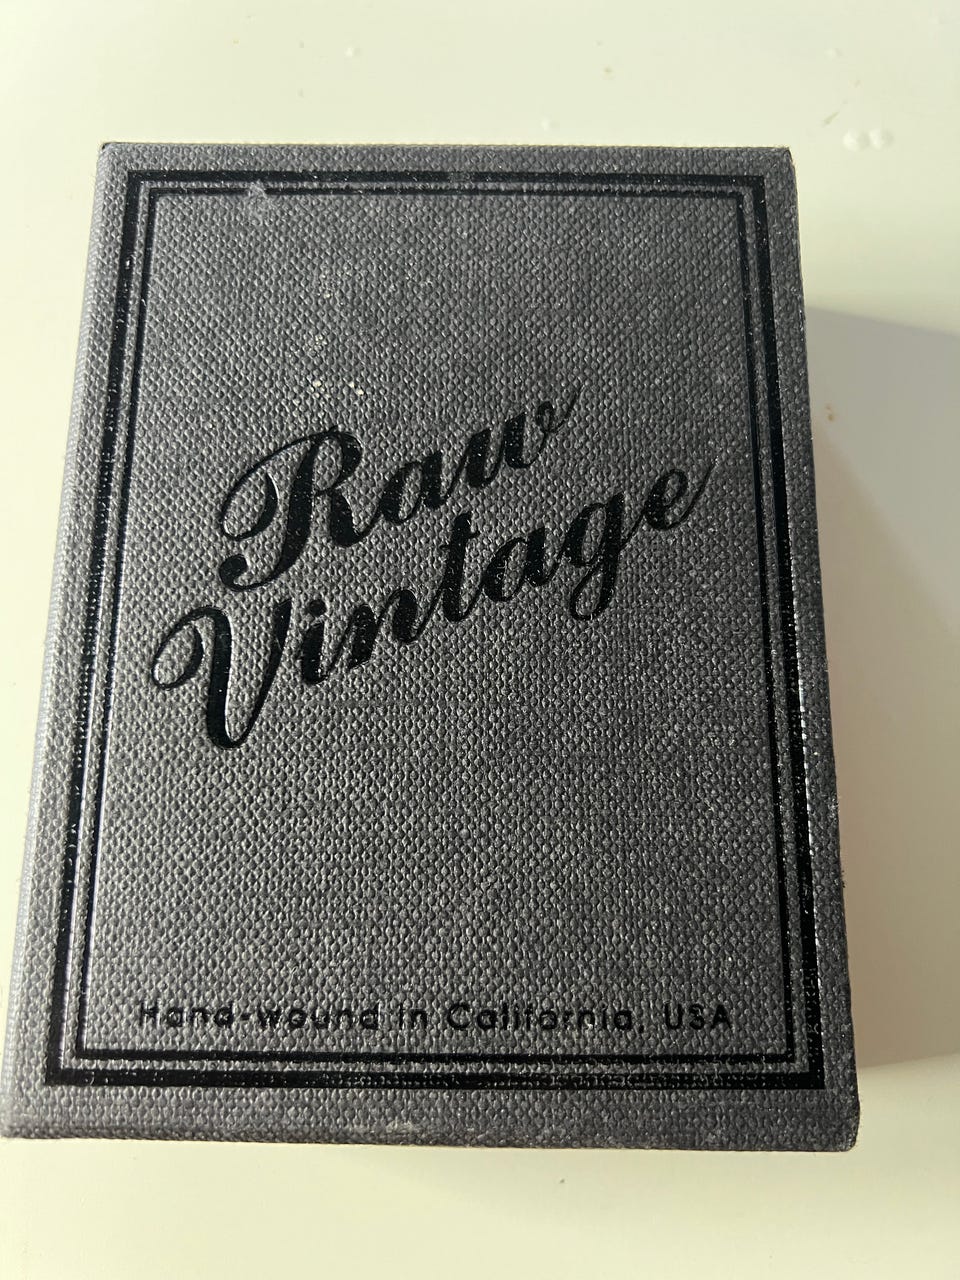 Raw
Vintage
Hand-wound in California, USA